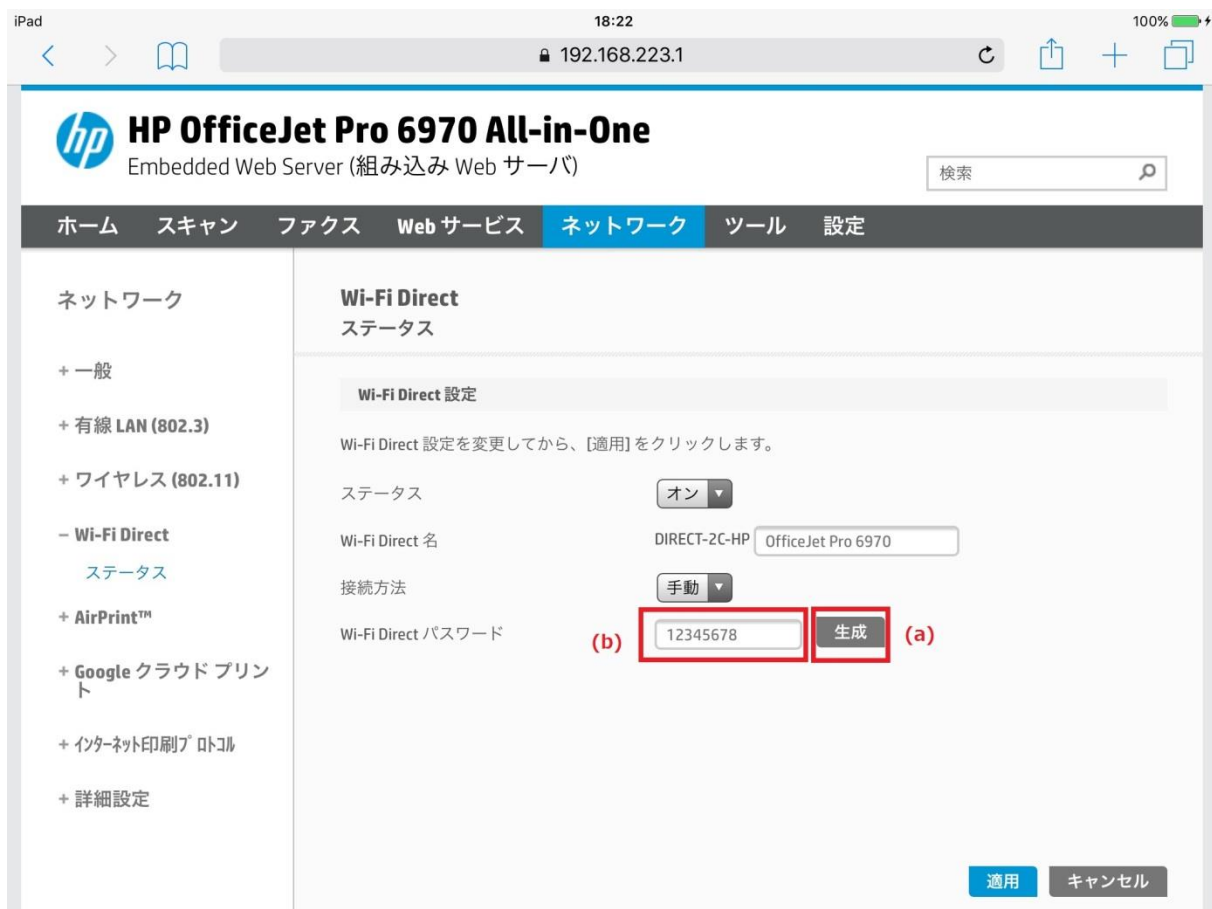 iPad
18:22
100%
192.168.223.1
hp
HP OfficeJet Pro 6970 All-in-One
Embedded Web Server (組み込み Web サーバ)
検索
ホーム スキャン ファクス Web サービス ネットワーク ツール 設定
ネットワーク
+ 一般
+ 有線 LAN (802.3)
+ ワイヤレス (802.11)
– Wi-Fi Direct
ステータス
+ AirPrint™
+ Google クラウド プリン
ト
+ ｲﾝﾀｰﾈｯﾄ印刷ﾌﾟﾛﾄｺﾙ
+ 詳細設定
Wi-Fi Direct
ステータス
Wi-Fi Direct 設定
Wi-Fi Direct 設定を変更してから、[適用] をクリックします。
ステータス オン
Wi-Fi Direct 名 DIRECT-2C-HP OfficeJet Pro 6970
接続方法 手動
Wi-Fi Direct パスワード (b) 12345678 生成 (a)
適用 キャンセル